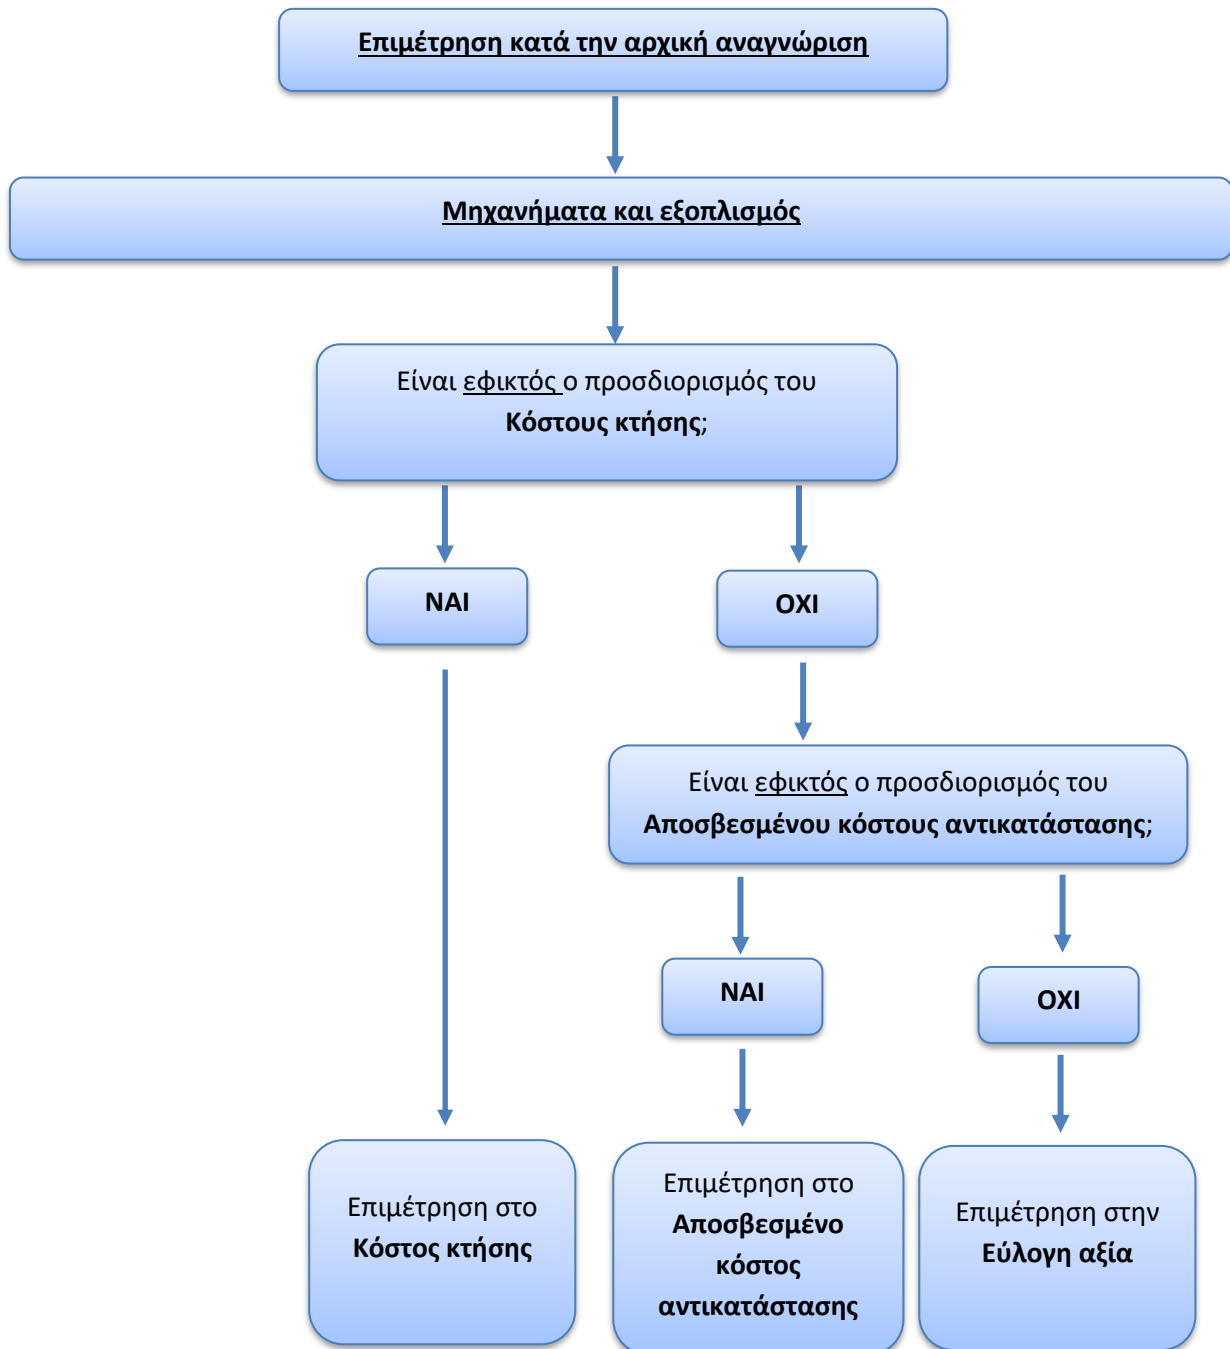 Επιμέτρηση κατά την αρχική αναγνώριση
Μηχανήματα και εξοπλισμός
Είναι εφικτός ο προσδιορισμός του
Κόστους κτήσης;
ΝΑΙ
ΟΧΙ
Είναι εφικτός ο προσδιορισμός του
Αποσβεσμένου κόστους αντικατάστασης;
ΝΑΙ
ΟΧΙ
Επιμέτρηση στο
Κόστος κτήσης
Επιμέτρηση στο
Αποσβεσμένο
κόστος
αντικατάστασης
Επιμέτρηση στην
Εύλογη αξία